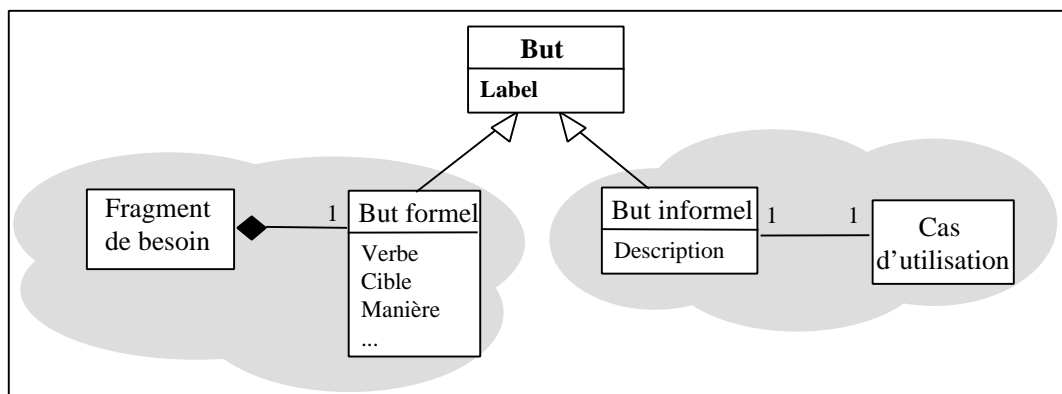 But
Label
Fragment
de besoin
1
But formel
Verbe
Cible
Manière
...
But informel
Description
1
1
Cas
d'utilisation